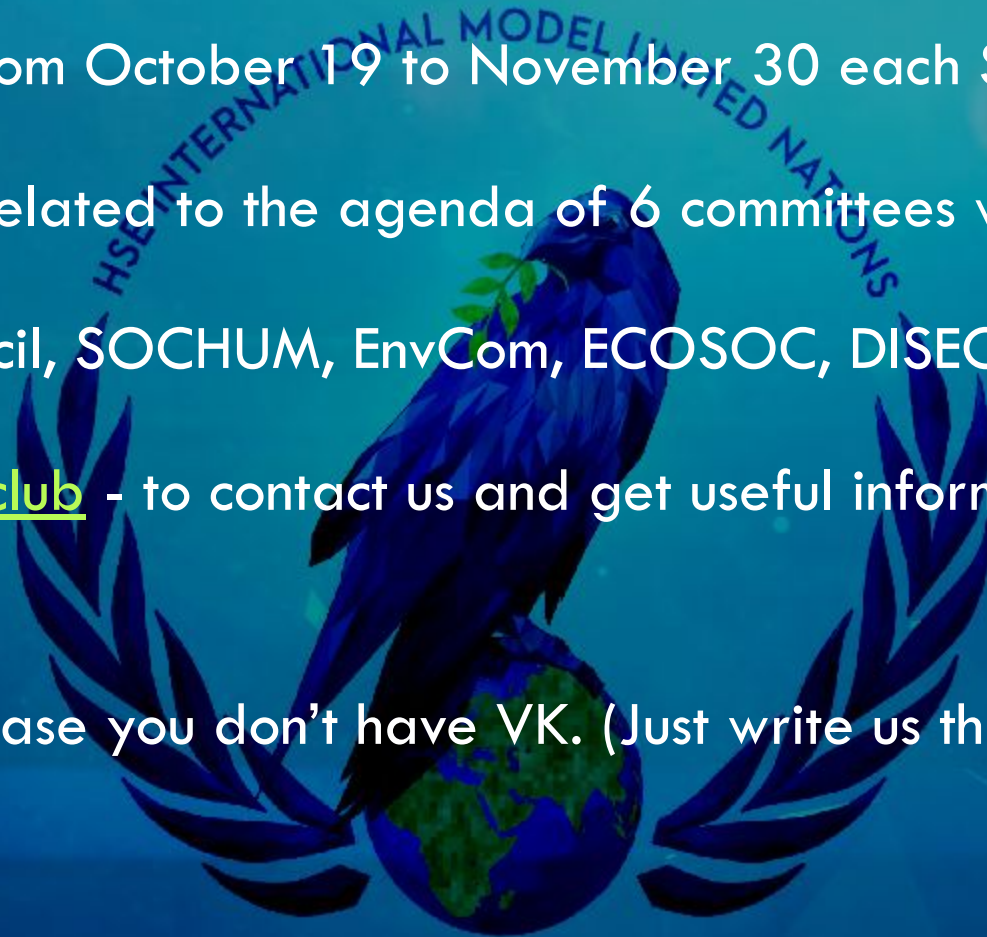 HSE INTERNATIONAL MODEL UNITED NATIONS
om October 19 to November 30 each S
elated to the agenda of 6 committees
cil, SOCHUM, EnvCom, ECOSOC, DISEC
club - to contact us and get useful infor
ase you don’t have VK. (Just write us th